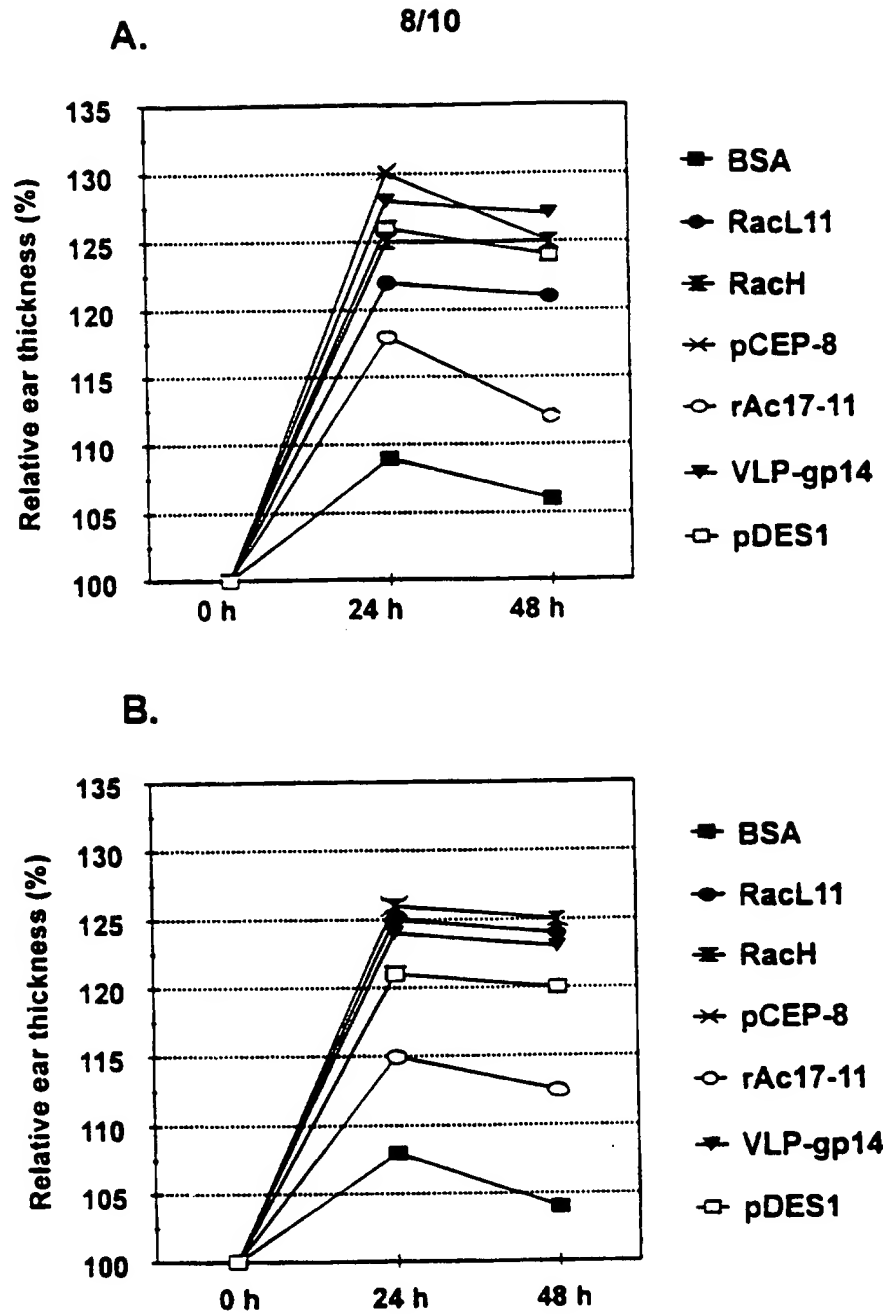 8/10
A.
Relative ear thickness (%)
135
130
125
120
115
110
105
100
0 h
24 h
48 h
BSA
RacL11
RacH
pCEP-8
rAc17-11
VLP-gp14
pDES1
B.
Relative ear thickness (%)
135
130
125
120
115
110
105
100
0 h
24 h
48 h
BSA
RacL11
RacH
pCEP-8
rAc17-11
VLP-gp14
pDES1